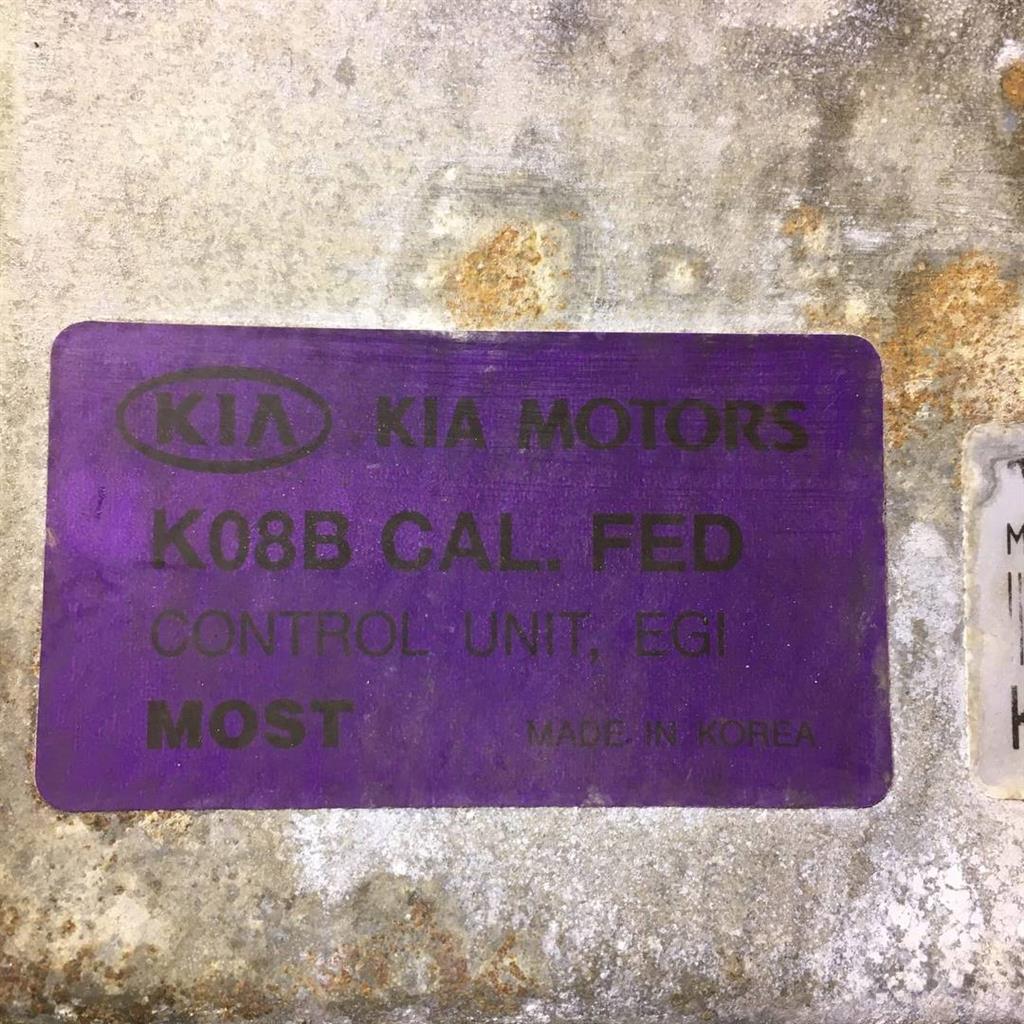 KIA KIA MOTORS
K08B CAL. FED
CONTROL UNIT, EGI
MOST MADE IN KOREA